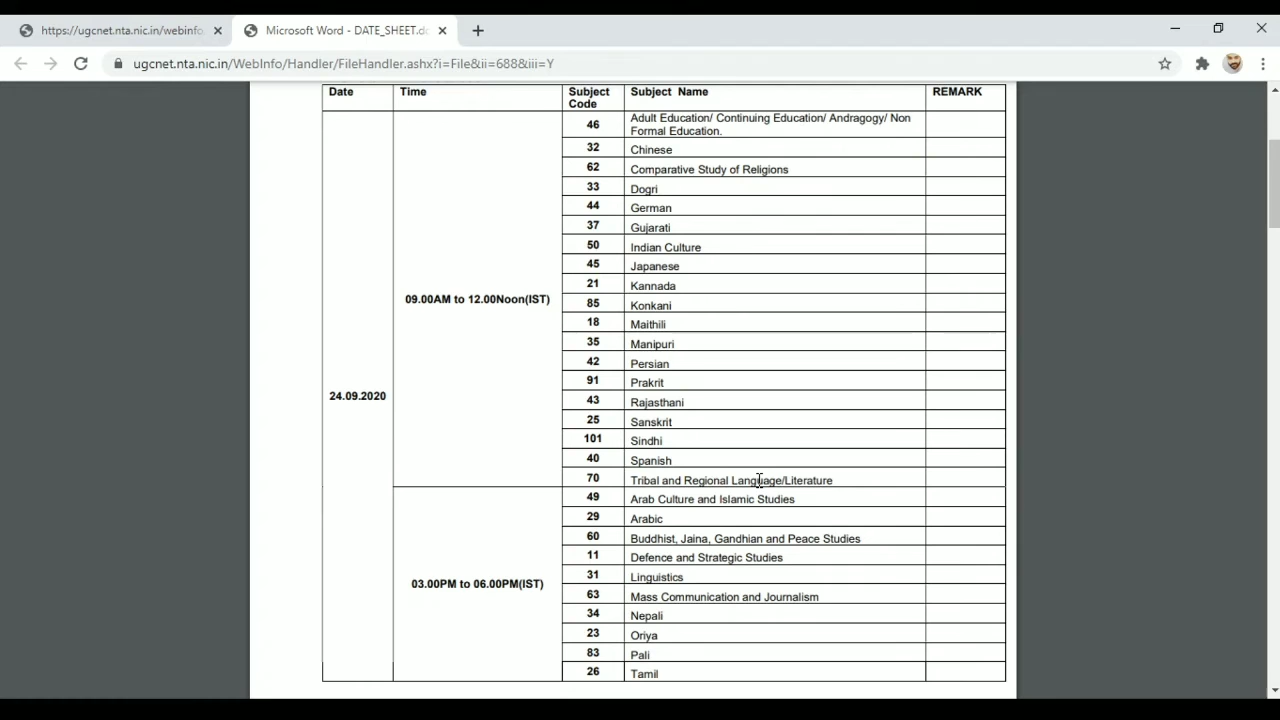 https://ugcnet.nta.nic.in/webinfo
Microsoft Word - DATE_SHEET.do
ugcnet.nta.nic.in/WebInfo/Handler/FileHandler.ashx?i=File&ii=688&iii=Y
Date Time Subject Code Subject Name REMARK
46 Adult Education/ Continuing Education/ Andragogy/ Non
Formal Education.
32 Chinese
62 Comparative Study of Religions
33 Dogri
44 German
37 Gujarati
50 Indian Culture
45 Japanese
21 Kannada
09.00AM to 12.00Noon(IST)
85 Konkani
18 Maithili
35 Manipuri
42 Persian
91 Prakrit
24.09.2020
43 Rajasthani
25 Sanskrit
101 Sindhi
40 Spanish
70 Tribal and Regional Language/Literature
49 Arab Culture and Islamic Studies
29 Arabic
60 Buddhist, Jaina, Gandhian and Peace Studies
11 Defence and Strategic Studies
31 Linguistics
03.00PM to 06.00PM(IST)
63 Mass Communication and Journalism
34 Nepali
23 Oriya
83 Pali
26 Tamil